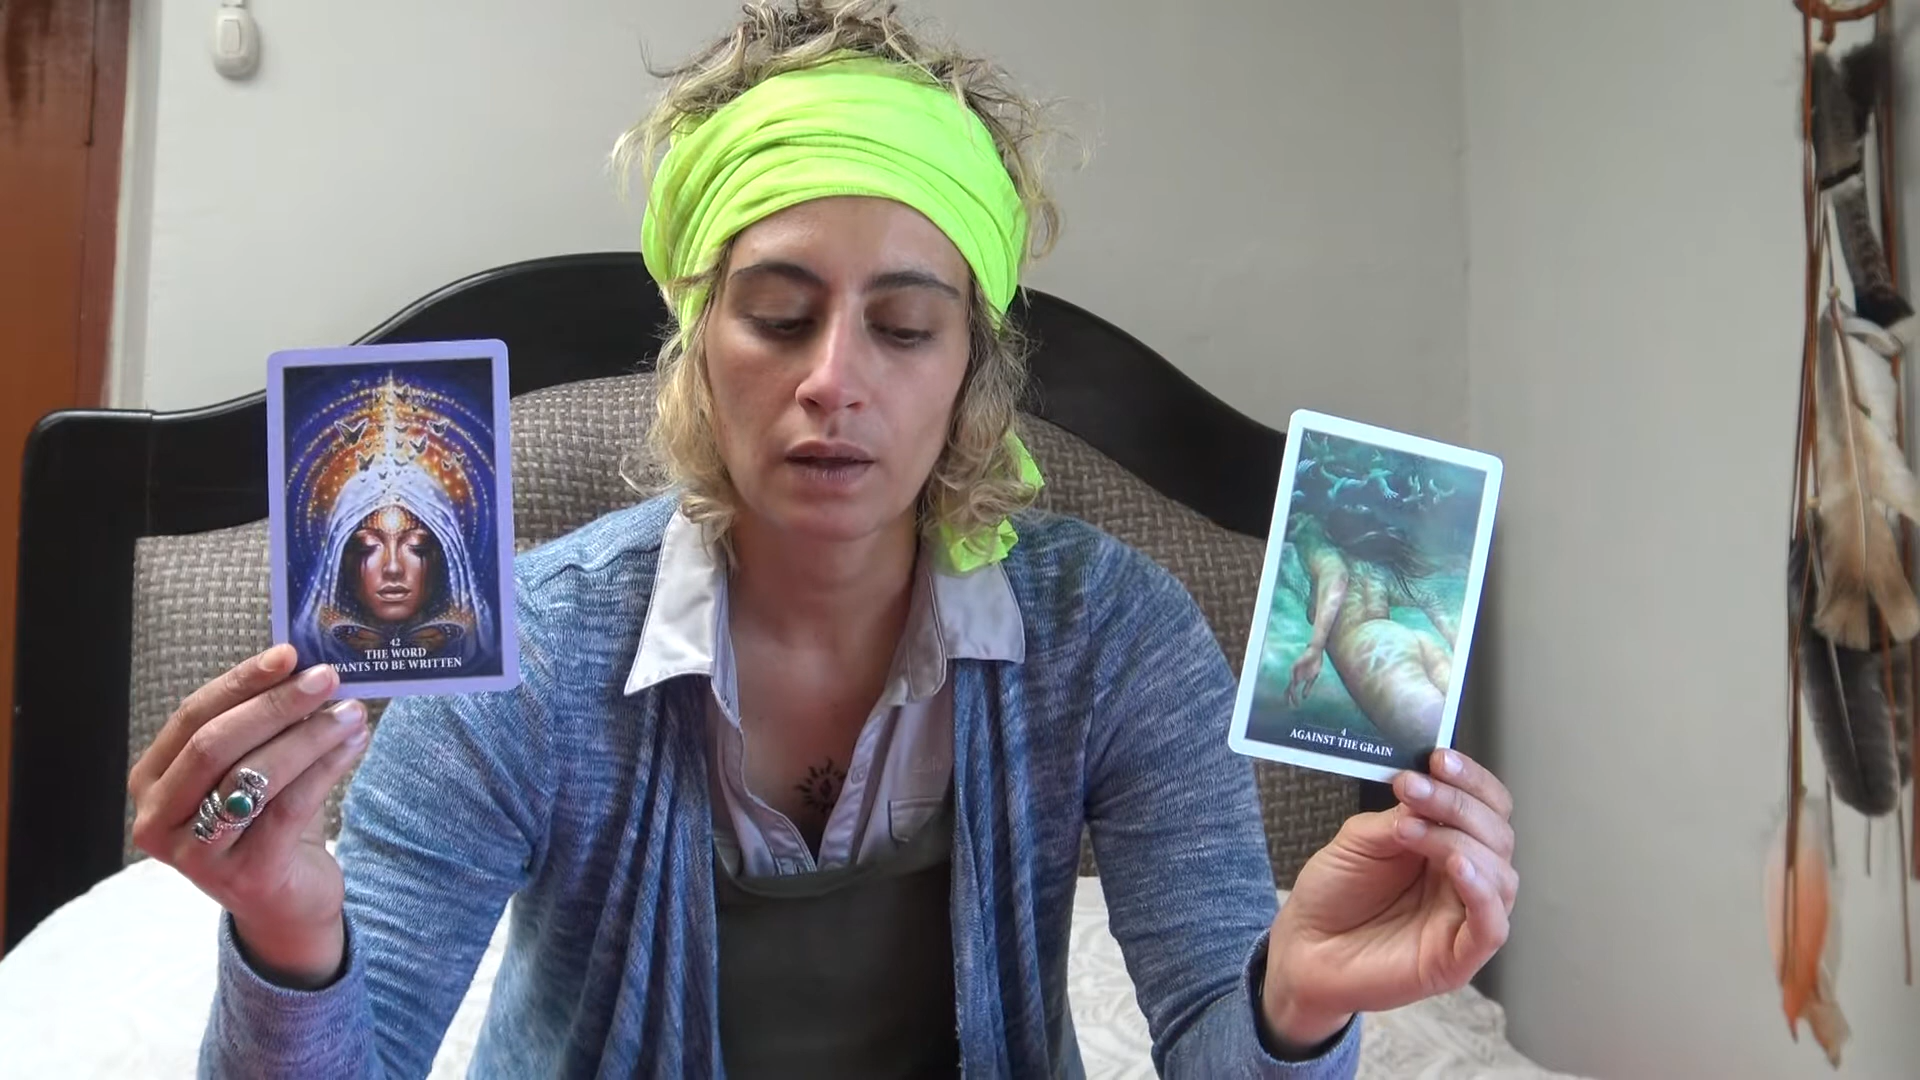 42
THE WORD
WANTS TO BE WRITTEN
4
AGAINST THE GRAIN